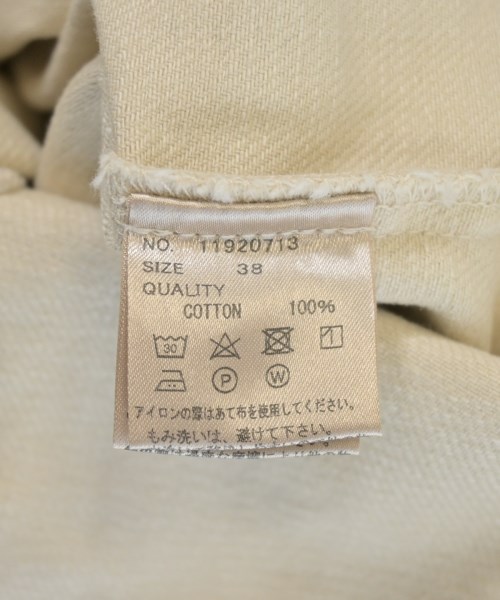 NO. 11920713
SIZE 38
QUALITY
COTTON 100%
30
P W
アイロンの際はあて布を使用してください。
もみ洗いは、避けて下さい。